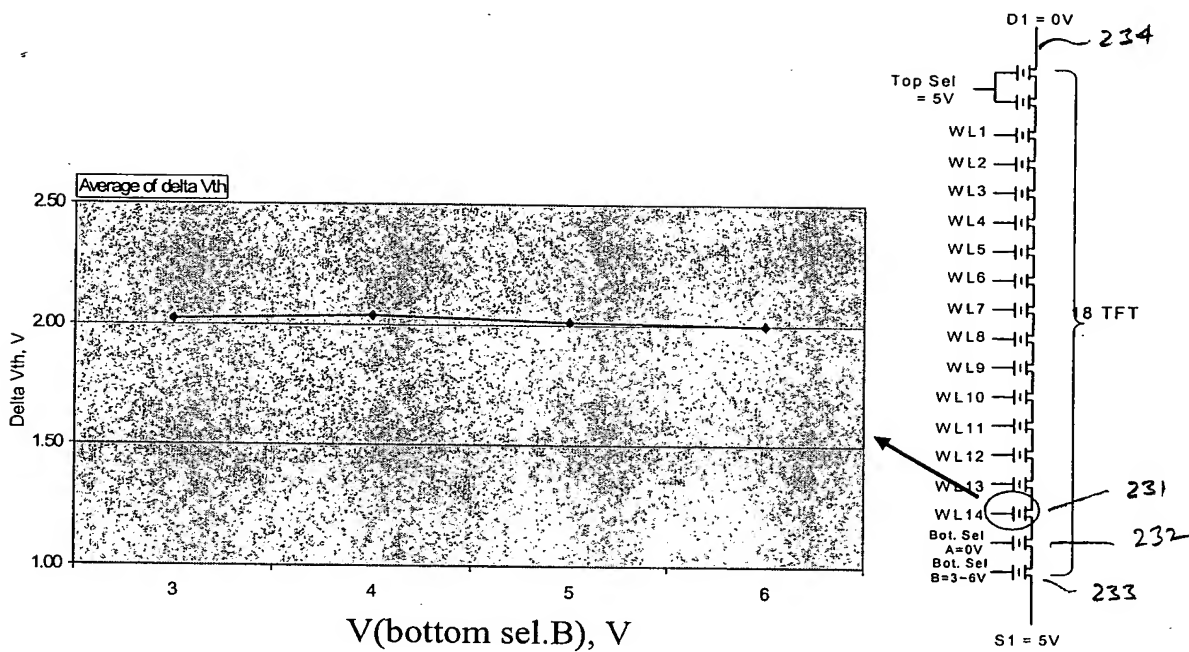 Average of delta Vth
2.50
2.00
1.50
1.00
Delta Vth, V
3 4 5 6
V(bottom sel.B), V
D1 = 0V
234
Top Sel
= 5V
WL1
WL2
WL3
WL4
WL5
WL6
WL7
WL8
WL9
WL10
WL11
WL12
WL13
WL14
Bot. Sel
A=0V
Bot. Sel
B=3~6V
18 TFT
231
232
233
S1 = 5V